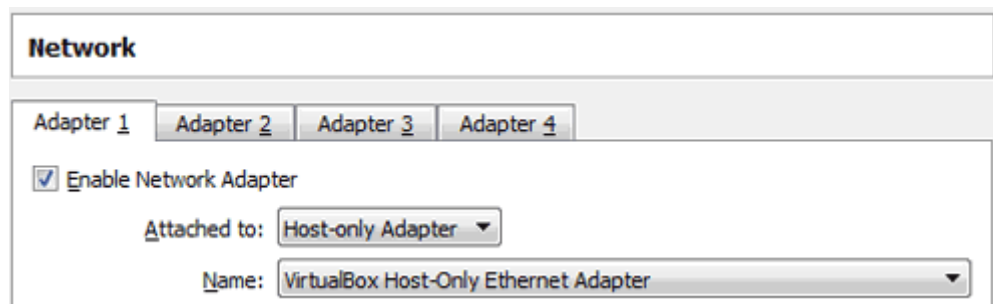 Network
Adapter 1 Adapter 2 Adapter 3 Adapter 4
Enable Network Adapter
Attached to: Host-only Adapter
Name: VirtualBox Host-Only Ethernet Adapter